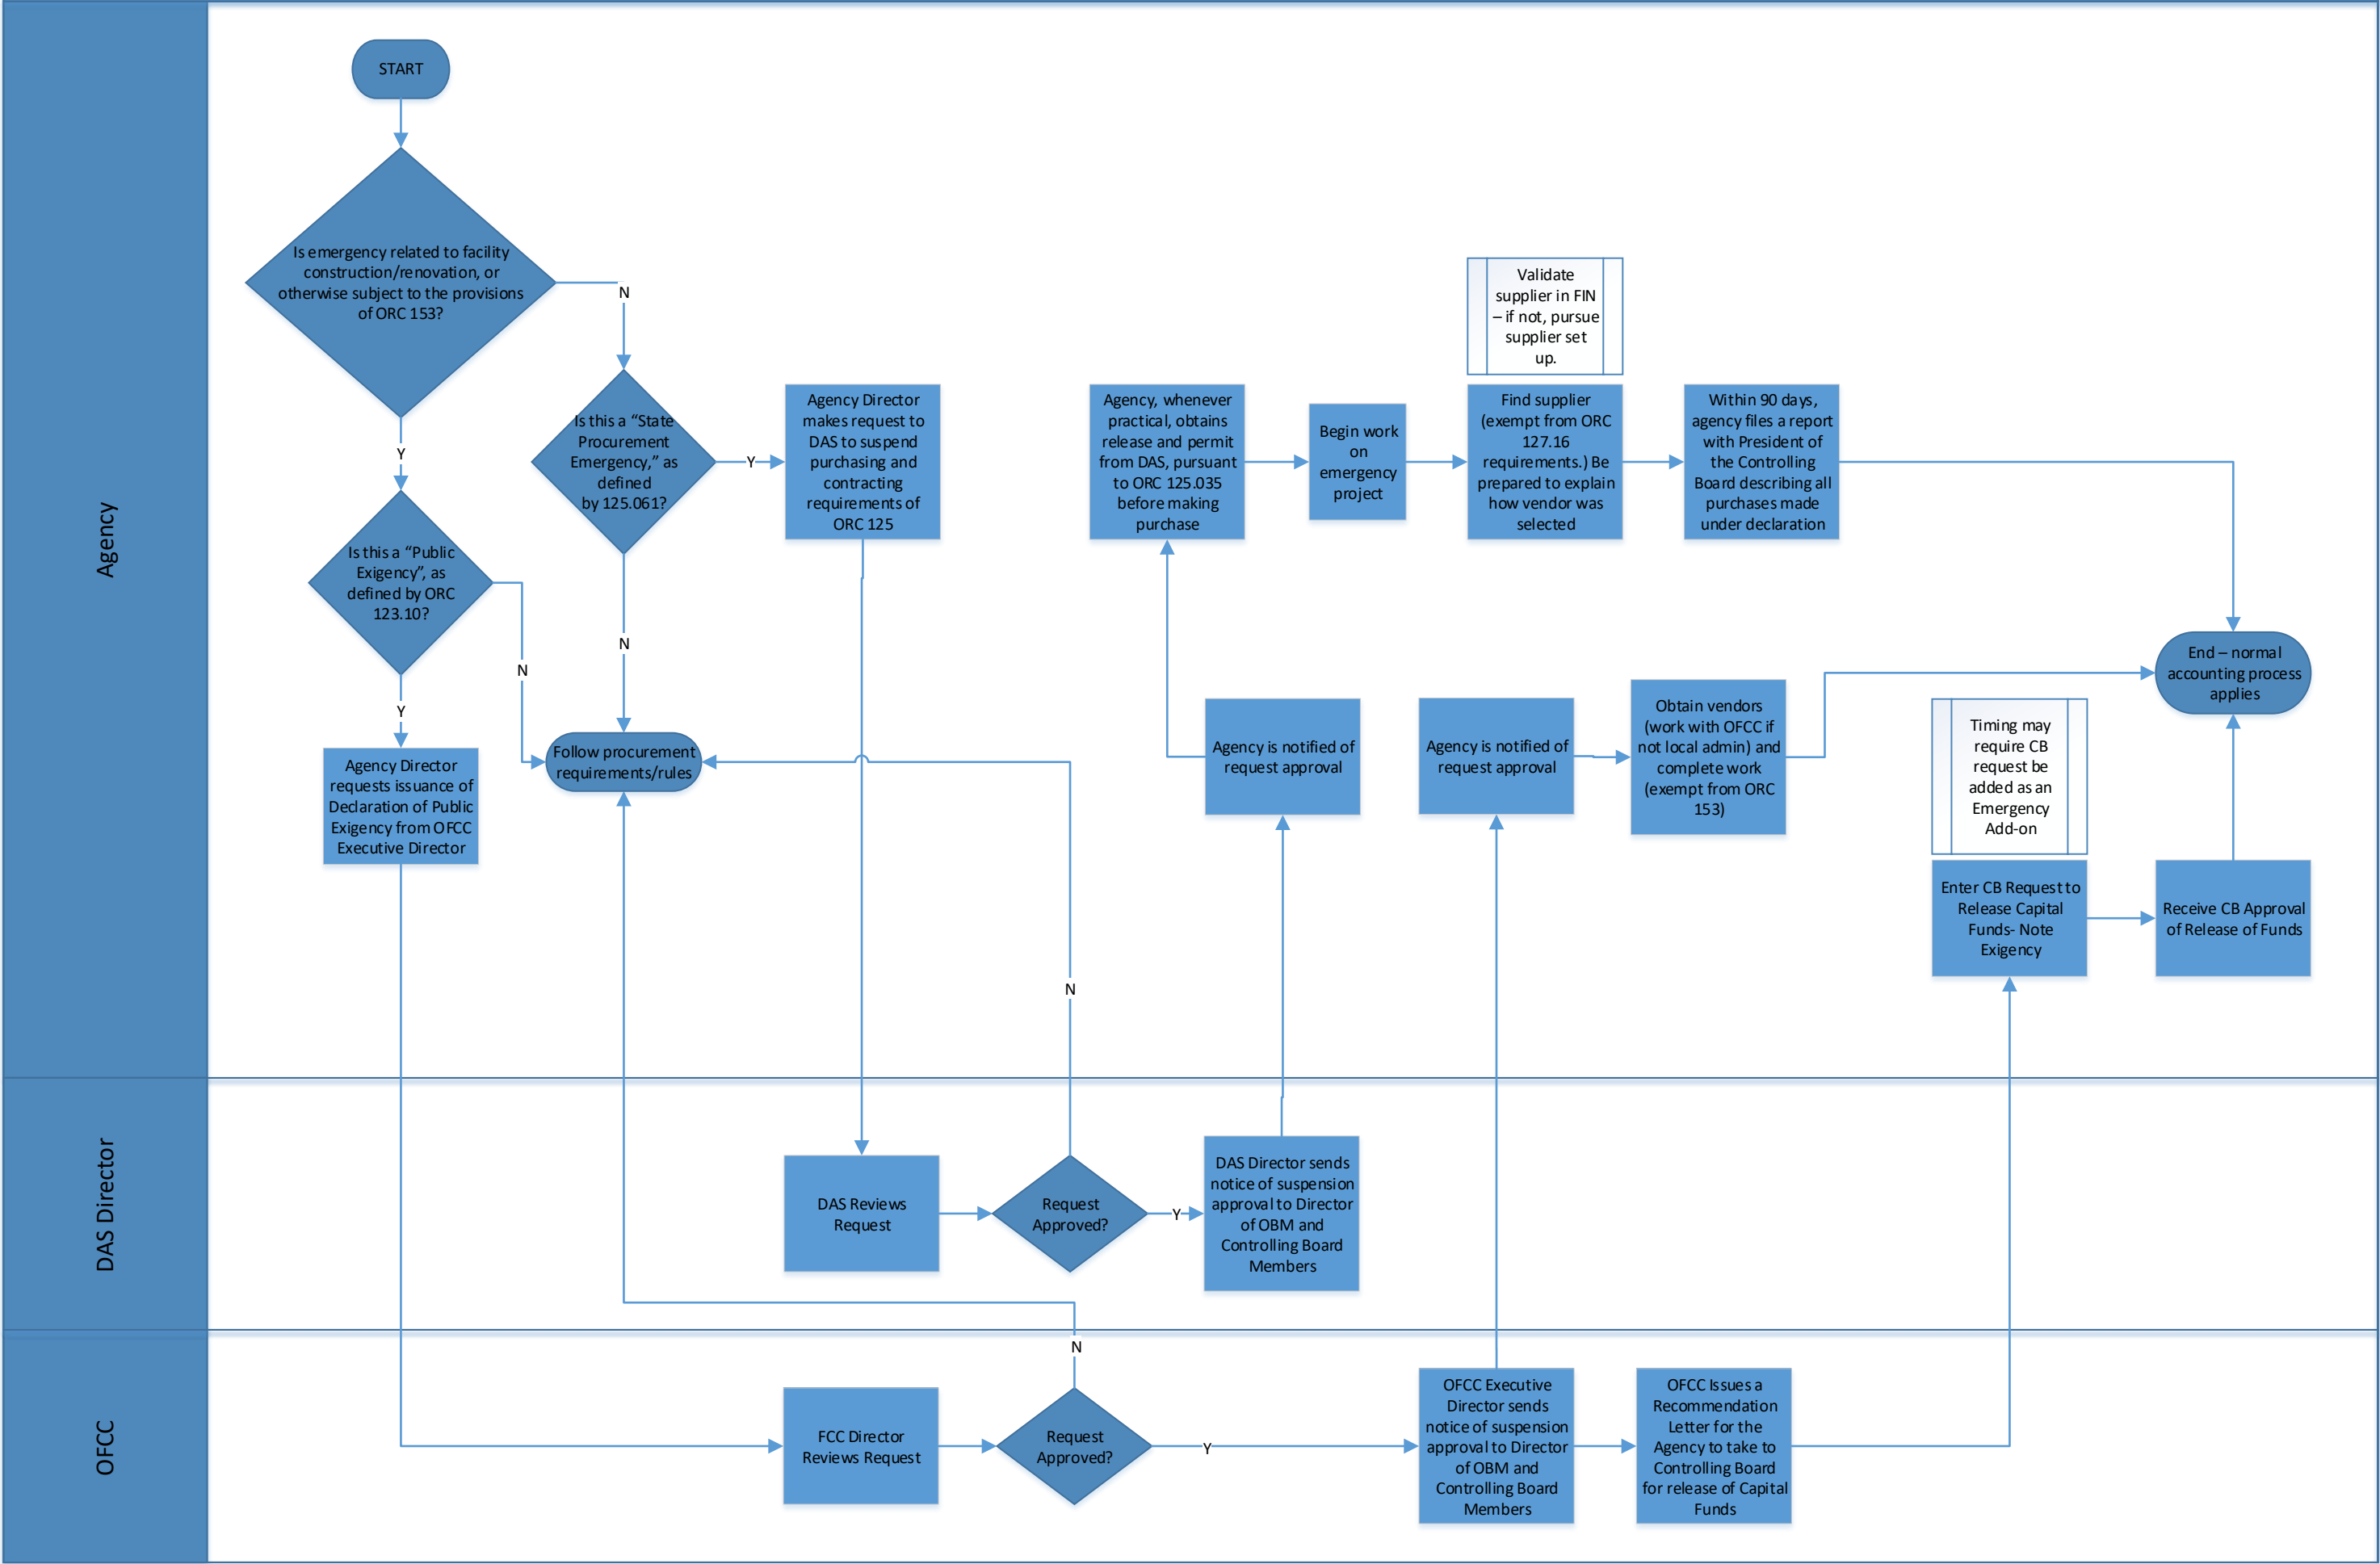 Agency
START
Is emergency related to facility
construction/renovation, or
otherwise subject to the provisions
of ORC 153?
N
Y
Is this a “State
Procurement
Emergency,” as
defined
by 125.061?
Y
N
Agency Director
makes request to
DAS to suspend
purchasing and
contracting
requirements of
ORC 125
Is this a “Public
Exigency”, as
defined by ORC
123.10?
N
Y
Agency Director
requests issuance of
Declaration of Public
Exigency from OFCC
Executive Director
Follow procurement
requirements/rules
Agency, whenever
practical, obtains
release and permit
from DAS, pursuant
to ORC 125.035
before making
purchase
Begin work
on
emergency
project
Validate
supplier in FIN
– if not, pursue
supplier set
up.
Find supplier
(exempt from ORC
127.16
requirements.) Be
prepared to explain
how vendor was
selected
Within 90 days,
agency files a report
with President of
the Controlling
Board describing all
purchases made
under declaration
Agency is notified of
request approval
Agency is notified of
request approval
Obtain vendors
(work with OFCC if
not local admin) and
complete work
(exempt from ORC
153)
End – normal
accounting process
applies
Timing may
require CB
request be
added as an
Emergency
Add-on
Enter CB Request to
Release Capital
Funds- Note
Exigency
Receive CB Approval
of Release of Funds
N
DAS Director
DAS Reviews
Request
Request
Approved?
Y
DAS Director sends
notice of suspension
approval to Director
of OBM and
Controlling Board
Members
OFCC
N
FCC Director
Reviews Request
Request
Approved?
Y
OFCC Executive
Director sends
notice of suspension
approval to Director
of OBM and
Controlling Board
Members
OFCC Issues a
Recommendation
Letter for the
Agency to take to
Controlling Board
for release of Capital
Funds